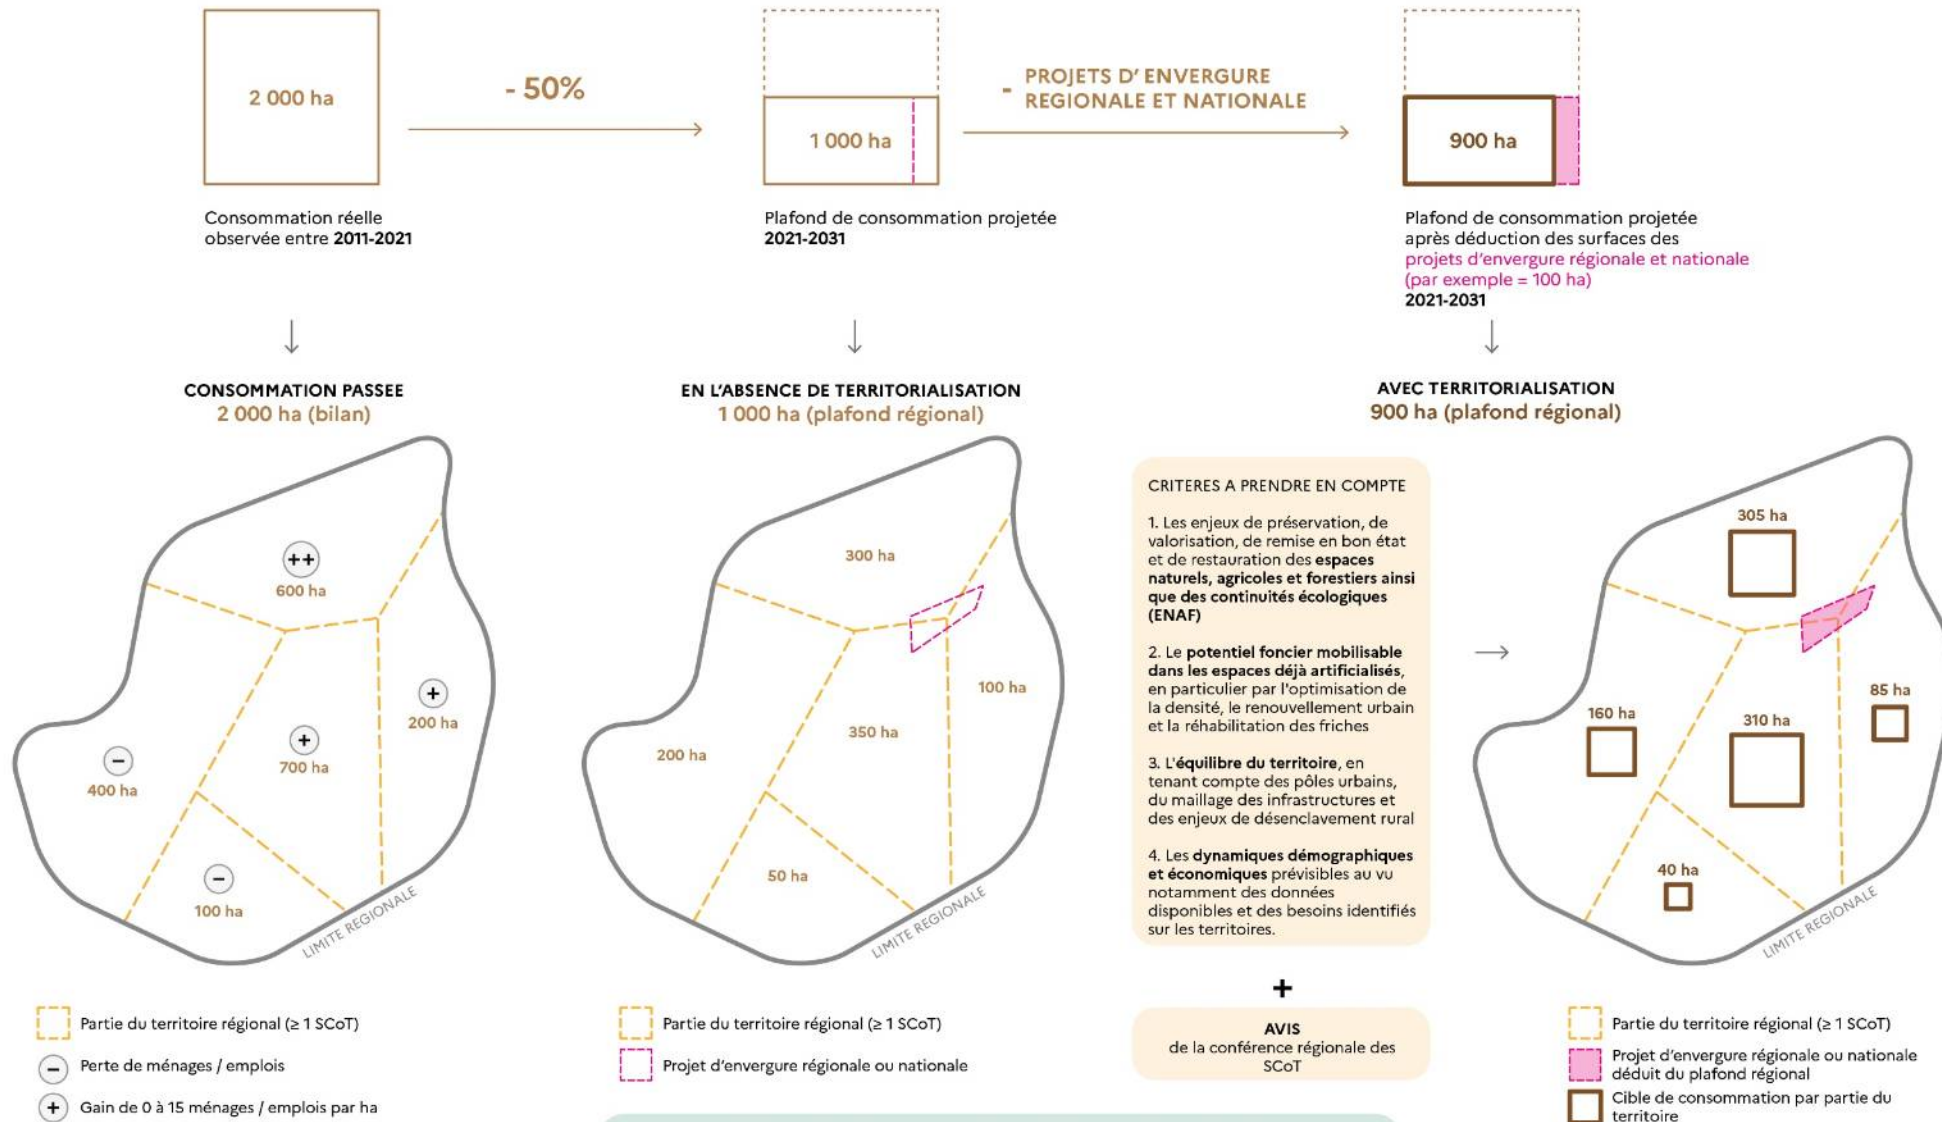 2 000 ha
- 50%
1 000 ha
- PROJETS D' ENVERGURE
REGIONALE ET NATIONALE
900 ha
Consommation réelle
observée entre 2011-2021
Plafond de consommation projetée
2021-2031
Plafond de consommation projetée
après déduction des surfaces des
projets d'envergure régionale et nationale
(par exemple = 100 ha)
2021-2031
CONSOMMATION PASSEE
2 000 ha (bilan)
EN L'ABSENCE DE TERRITORIALISATION
1 000 ha (plafond régional)
AVEC TERRITORIALISATION
900 ha (plafond régional)
++
600 ha
+
200 ha
+
700 ha
−
400 ha
−
100 ha
LIMITE REGIONALE
300 ha
100 ha
350 ha
200 ha
50 ha
LIMITE REGIONALE
CRITERES A PRENDRE EN COMPTE
1. Les enjeux de préservation, de
valorisation, de remise en bon état
et de restauration des espaces
naturels, agricoles et forestiers ainsi
que des continuités écologiques
(ENAF)
2. Le potentiel foncier mobilisable
dans les espaces déjà artificialisés,
en particulier par l'optimisation de
la densité, le renouvellement urbain
et la réhabilitation des friches
3. L'équilibre du territoire, en
tenant compte des pôles urbains,
du maillage des infrastructures et
des enjeux de désenclavement rural
4. Les dynamiques démographiques
et économiques prévisibles au vu
notamment des données
disponibles et des besoins identifiés
sur les territoires.
+
AVIS
de la conférence régionale des
SCoT
305 ha
85 ha
160 ha
310 ha
40 ha
LIMITE REGIONALE
Partie du territoire régional (≥ 1 SCoT)
− Perte de ménages / emplois
+ Gain de 0 à 15 ménages / emplois par ha
Partie du territoire régional (≥ 1 SCoT)
Projet d'envergure régionale ou nationale
Partie du territoire régional (≥ 1 SCoT)
Projet d'envergure régionale ou nationale
déduit du plafond régional
Cible de consommation par partie du
territoire